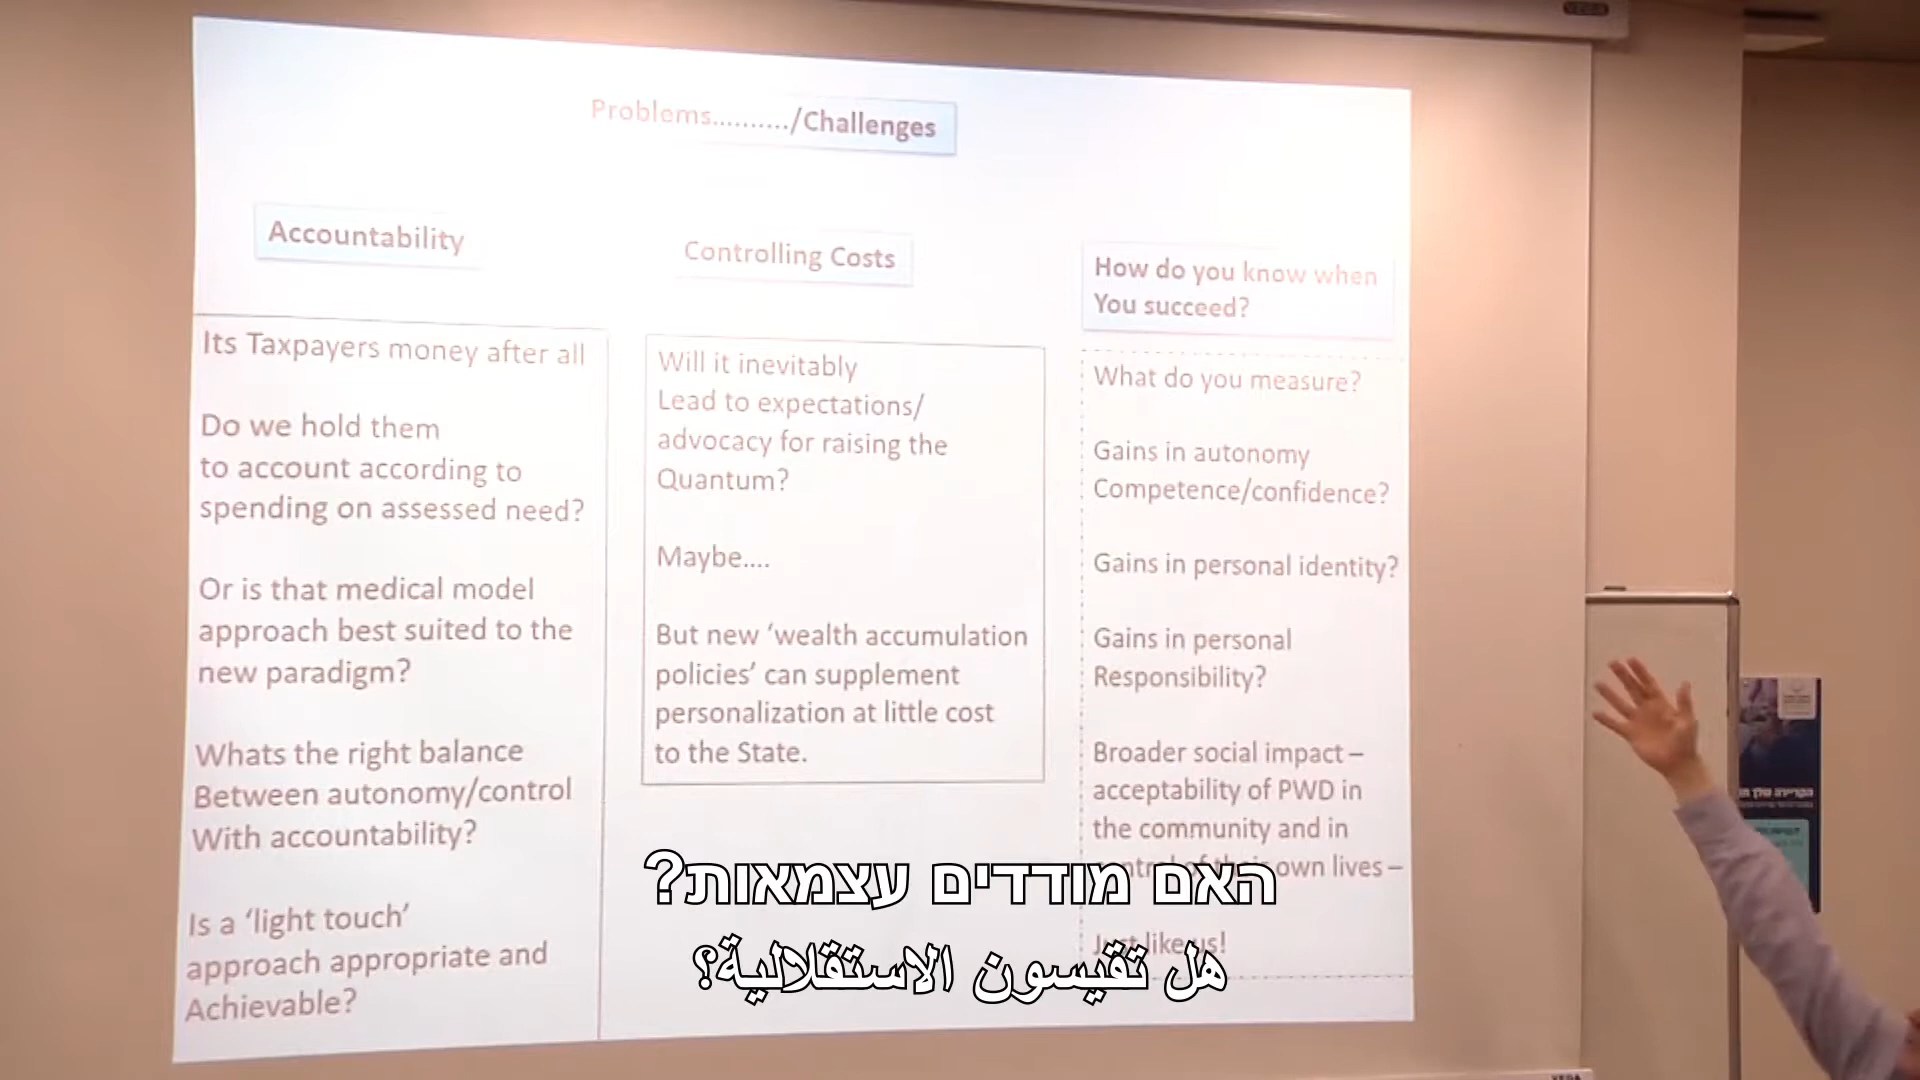 Problems........../Challenges
Accountability
Its Taxpayers money after all
Do we hold them
to account according to
spending on assessed need?
Or is that medical model
approach best suited to the
new paradigm?
Whats the right balance
Between autonomy/control
With accountability?
Is a ‘light touch’
approach appropriate and
Achievable?
Controlling Costs
Will it inevitably
Lead to expectations/
advocacy for raising the
Quantum?
Maybe....
But new ‘wealth accumulation
policies’ can supplement
personalization at little cost
to the State.
How do you know when
You succeed?
What do you measure?
Gains in autonomy
Competence/confidence?
Gains in personal identity?
Gains in personal
Responsibility?
Broader social impact –
acceptability of PWD in
the community and in
own lives –
Just like us!
האם מודדים עצמאות?
هل تقيسون الاستقلالية؟
הקריירה שלך
VEGA